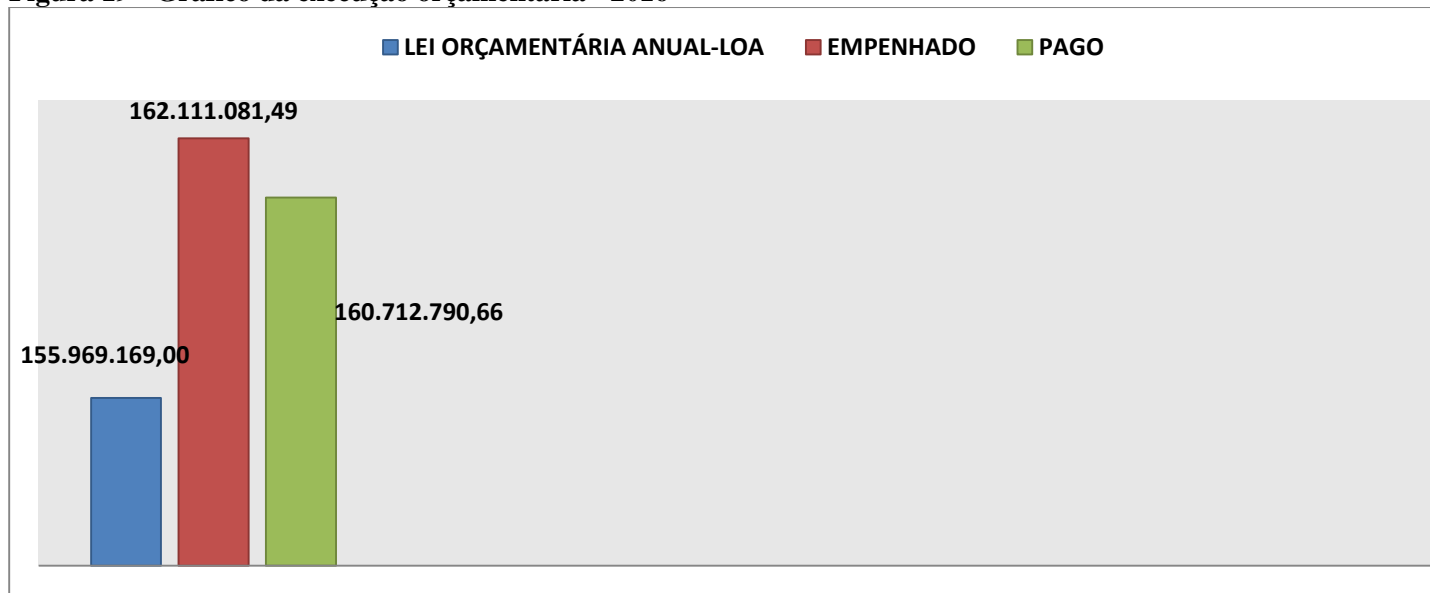 LEI ORÇAMENTÁRIA ANUAL-LOA EMPENHADO PAGO
162.111.081,49
160.712.790,66
155.969.169,00